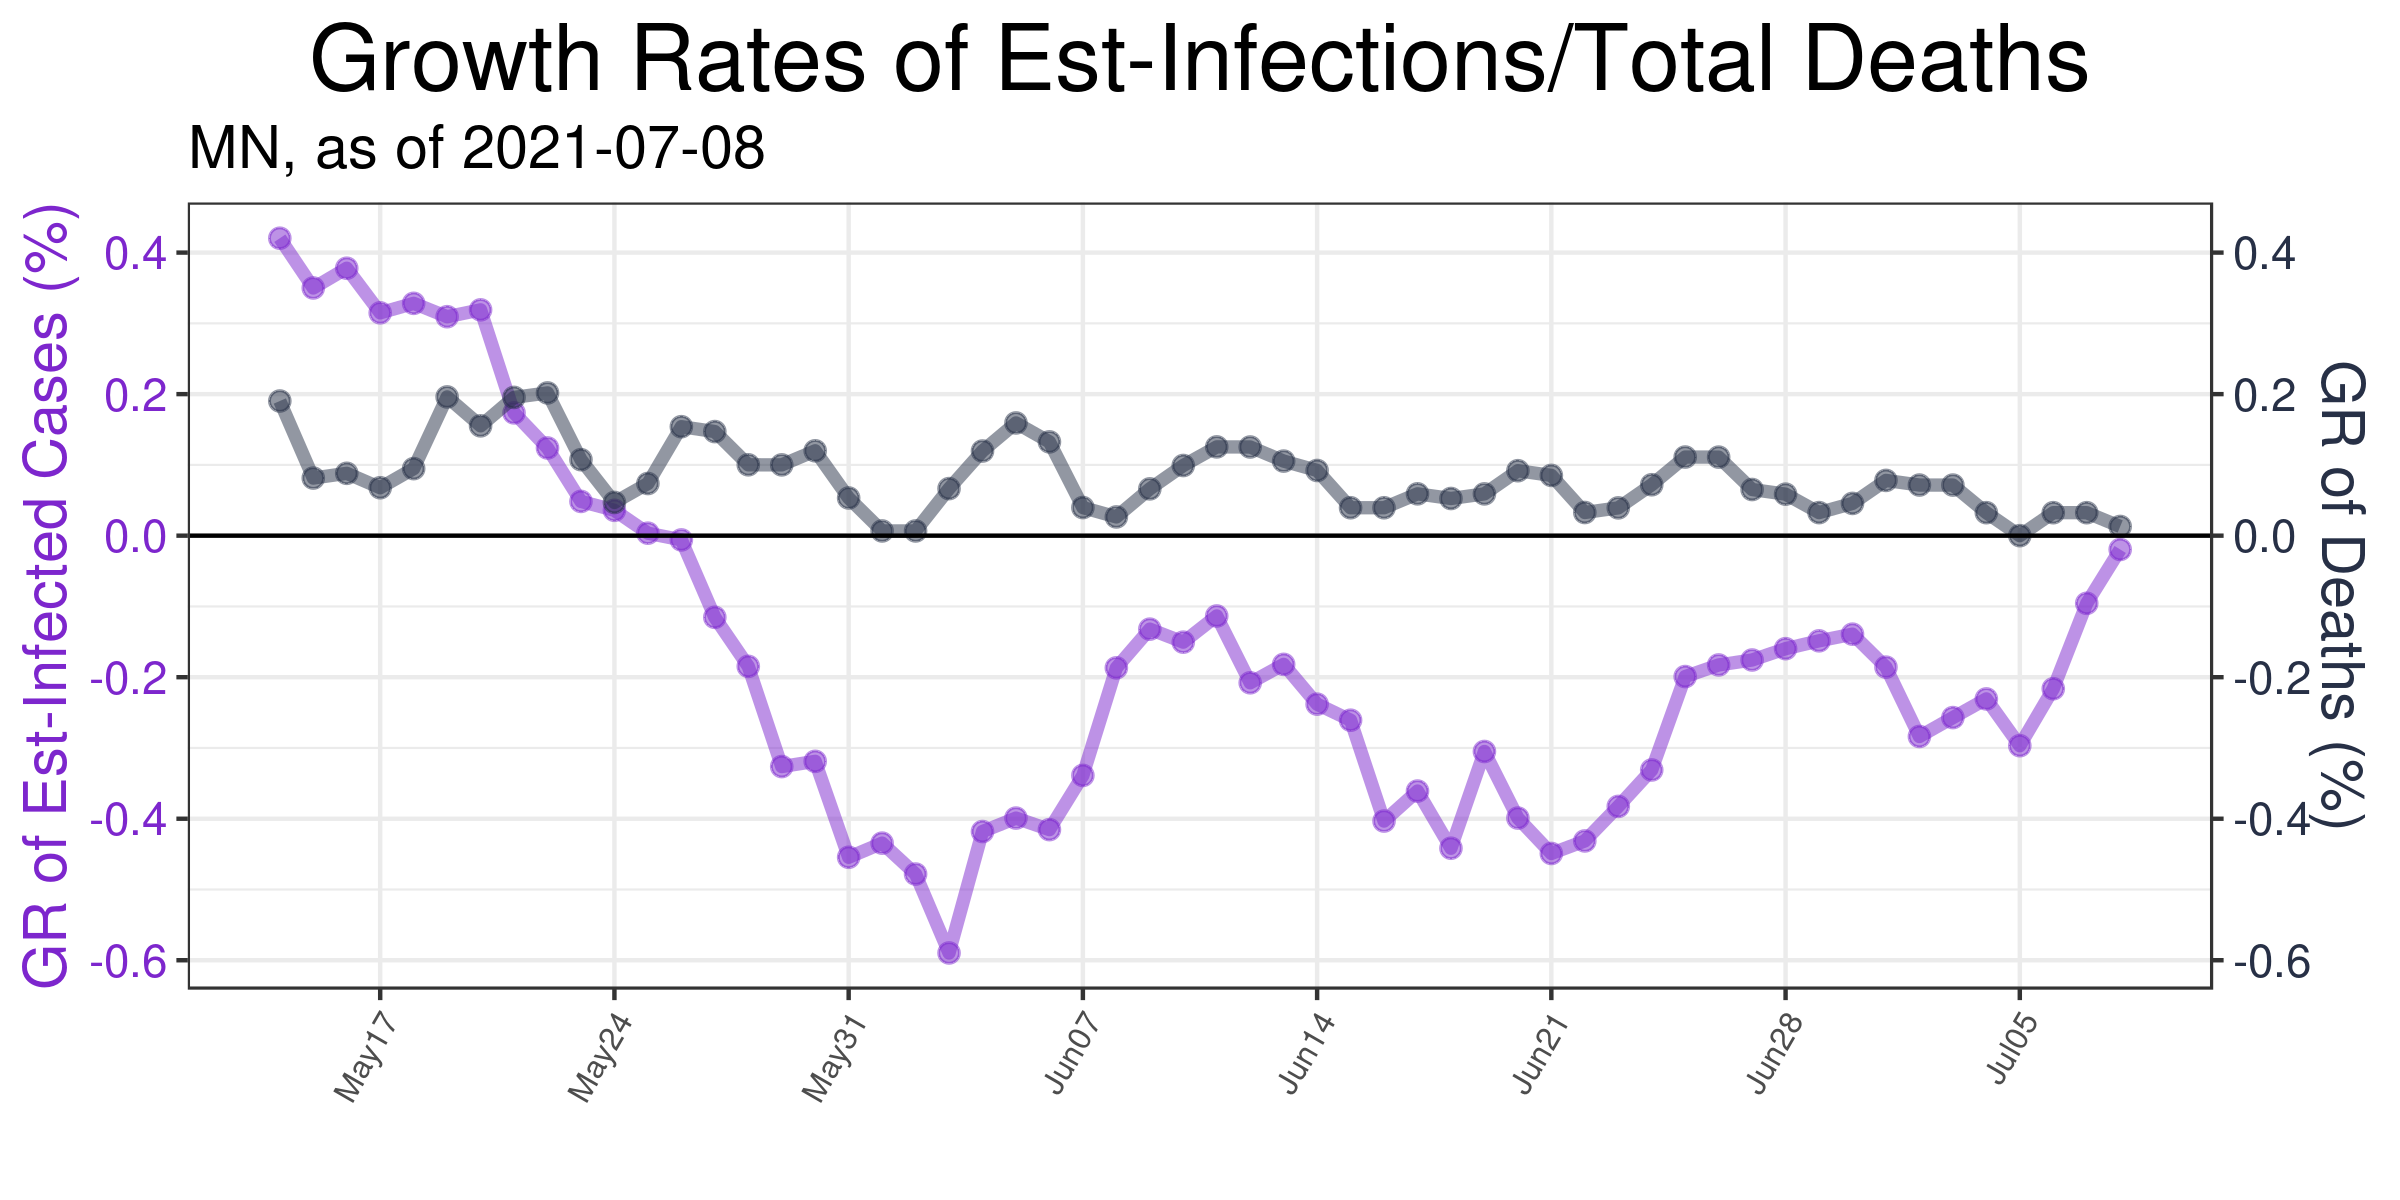 Growth Rates of Est-Infections/Total Deaths
MN, as of 2021-07-08
GR of Est-Infected Cases (%)
0.4
0.2
0.0
-0.2
-0.4
-0.6
0.4
0.2
0.0
-0.2
-0.4
-0.6
GR of Deaths (%)
May17
May24
May31
Jun07
Jun14
Jun21
Jun28
Jul05